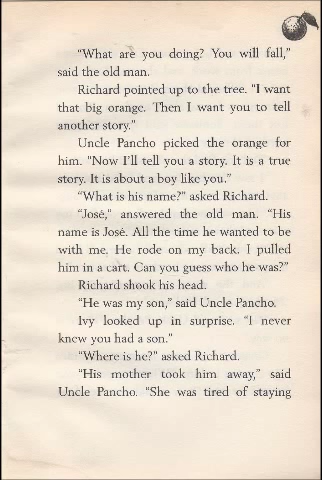 "What are you doing? You will fall,"
said the old man.
Richard pointed up to the tree. "I want
that big orange. Then I want you to tell
another story."
Uncle Pancho picked the orange for
him. "Now I'll tell you a story. It is a true
story. It is about a boy like you."
"What is his name?" asked Richard.
"José," answered the old man. "His
name is José. All the time he wanted to be
with me. He rode on my back. I pulled
him in a cart. Can you guess who he was?"
Richard shook his head.
"He was my son," said Uncle Pancho.
Ivy looked up in surprise. "I never
knew you had a son."
"Where is he?" asked Richard.
"His mother took him away," said
Uncle Pancho. "She was tired of staying